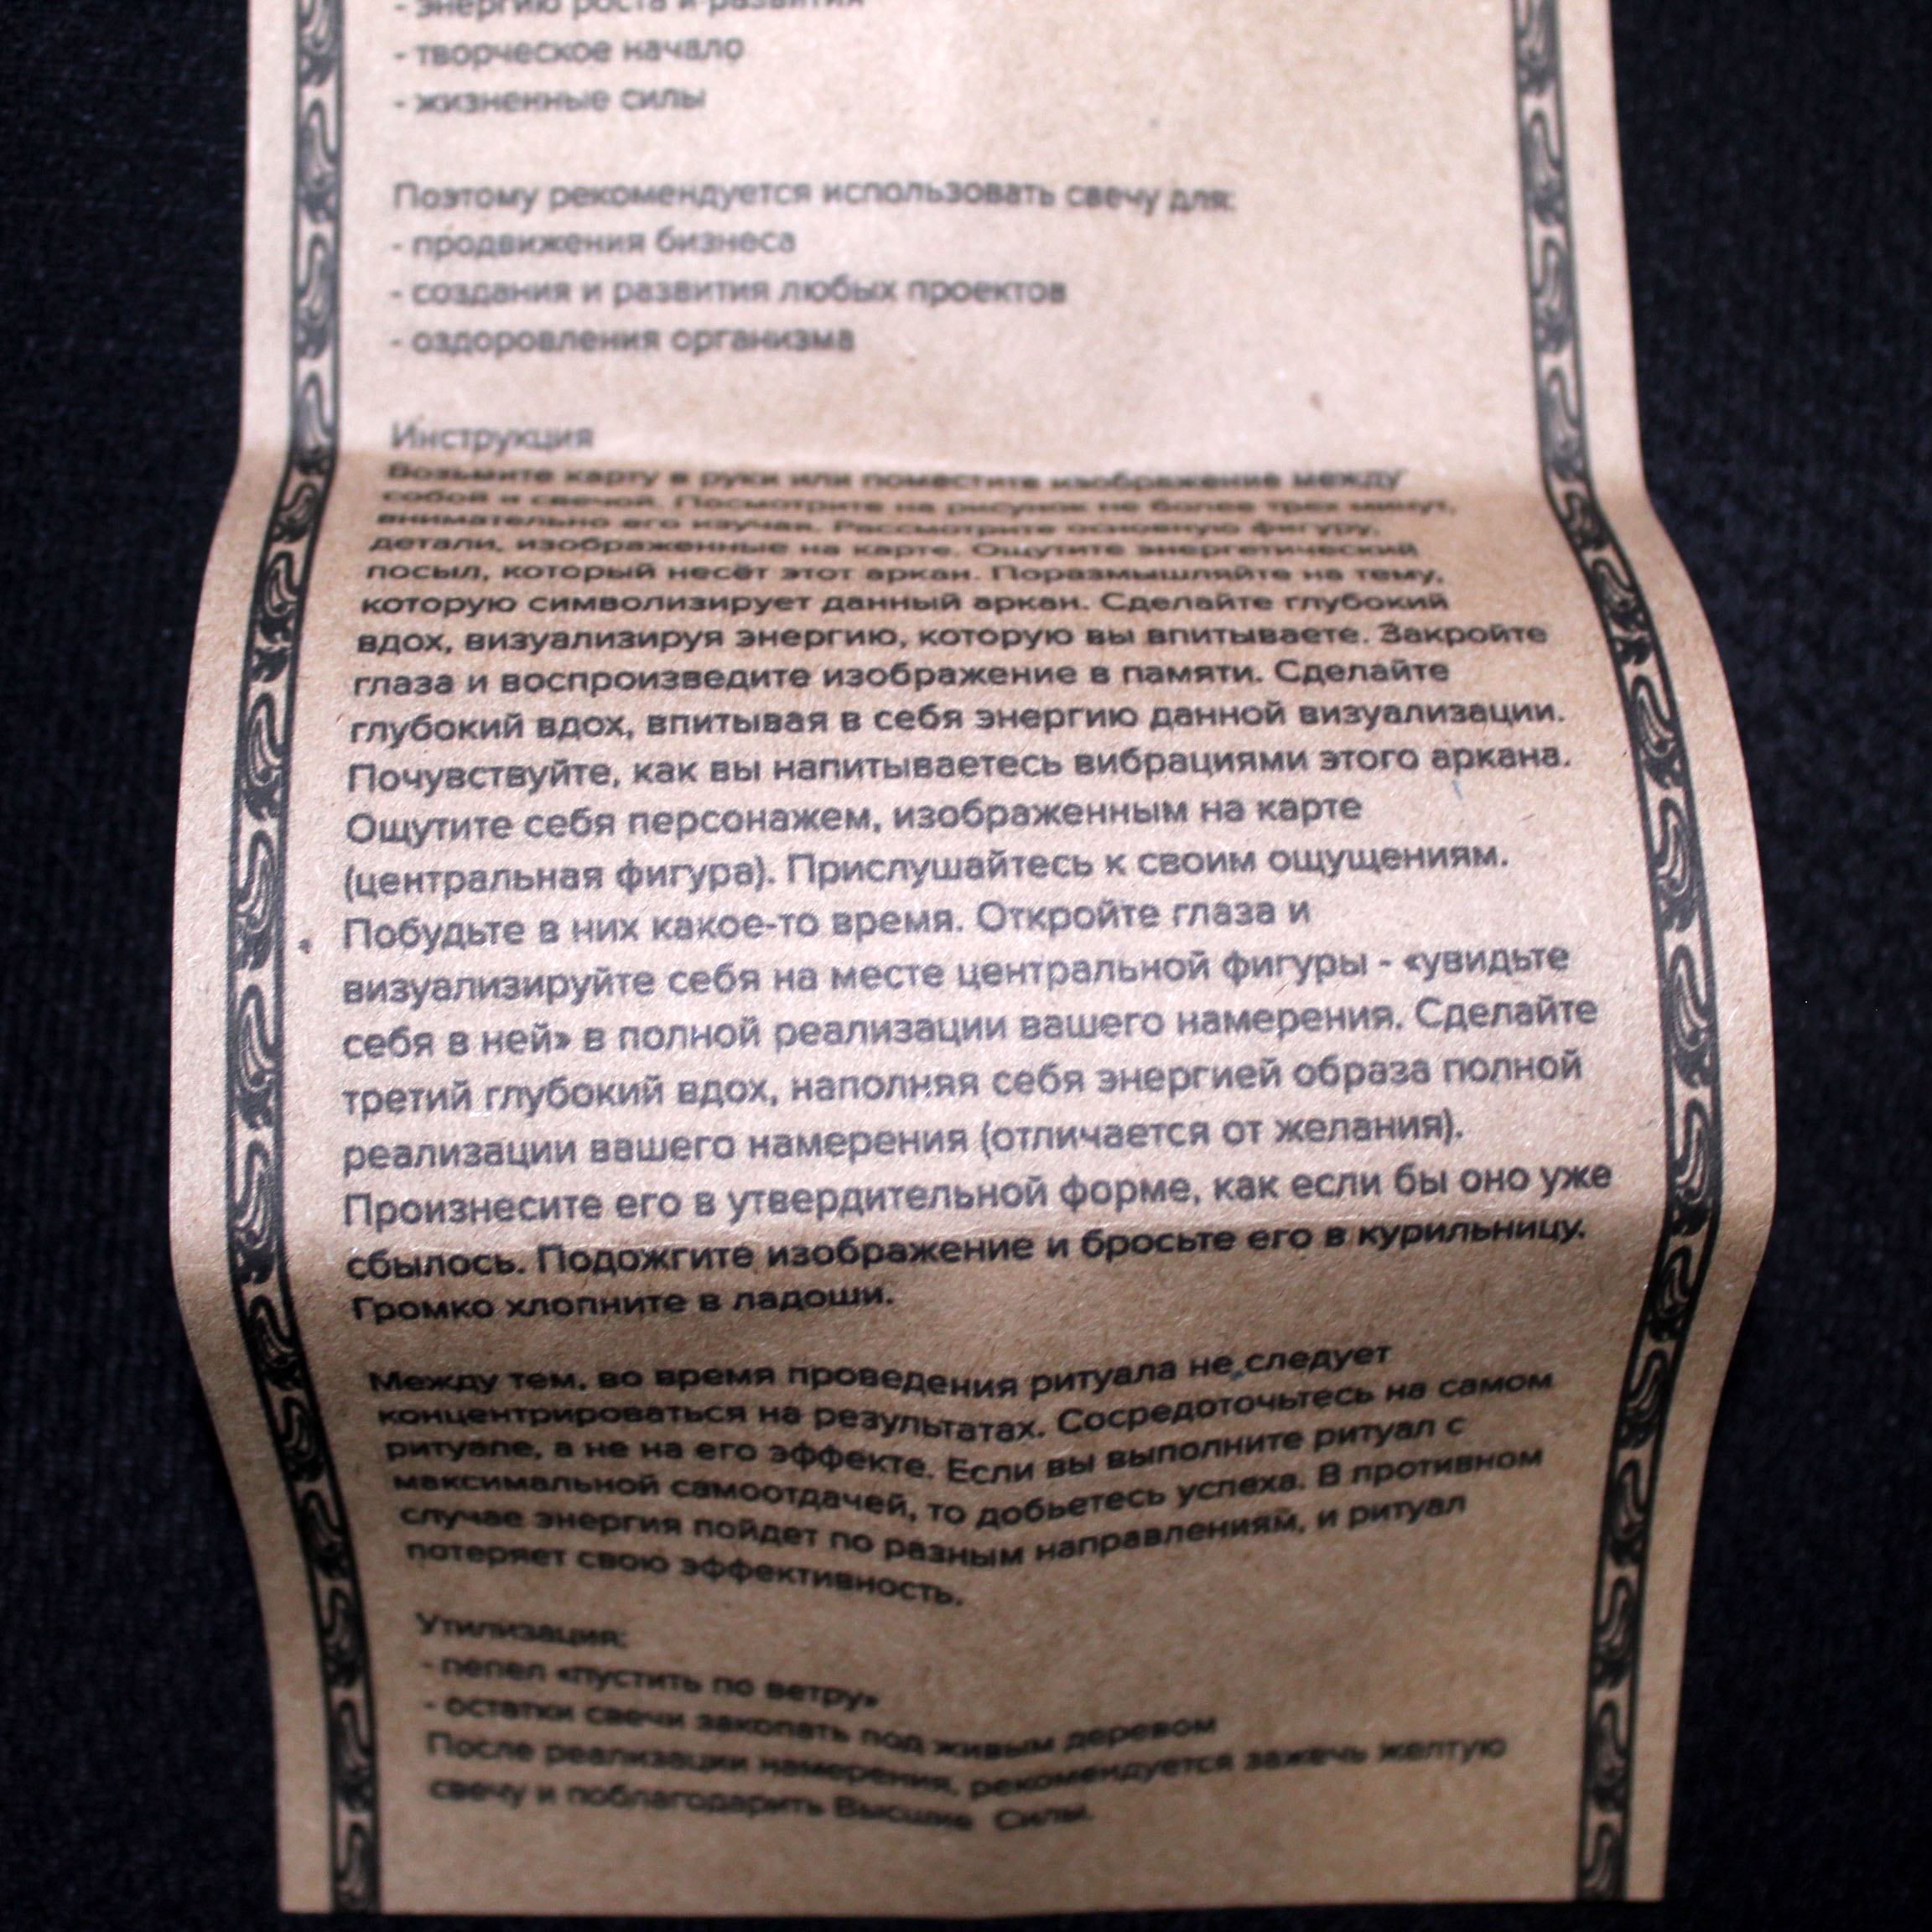 - энергию роста и развития
- творческое начало
- жизненные силы
Поэтому рекомендуется использовать свечу для:
- продвижения бизнеса
- создания и развития любых проектов
- оздоровления организма
Инструкция
Возьмите карту в руки или поместите изображение между
собой и свечой. Посмотрите на рисунок не более трех минут,
внимательно его изучая. Рассмотрите основную фигуру,
детали, изображенные на карте. Ощутите энергетический
посыл, который несёт этот аркан. Поразмышляйте на тему,
которую символизирует данный аркан. Сделайте глубокий
вдох, визуализируя энергию, которую вы впитываете. Закройте
глаза и воспроизведите изображение в памяти. Сделайте
глубокий вдох, впитывая в себя энергию данной визуализации.
Почувствуйте, как вы напитываетесь вибрациями этого аркана.
Ощутите себя персонажем, изображенным на карте
(центральная фигура). Прислушайтесь к своим ощущениям.
Побудьте в них какое-то время. Откройте глаза и
визуализируйте себя на месте центральной фигуры - «увидьте
себя в ней» в полной реализации вашего намерения. Сделайте
третий глубокий вдох, наполняя себя энергией образа полной
реализации вашего намерения (отличается от желания).
Произнесите его в утвердительной форме, как если бы оно уже
сбылось. Подожгите изображение и бросьте его в курильницу.
Громко хлопните в ладоши.
Между тем, во время проведения ритуала не следует
концентрироваться на результатах. Сосредоточьтесь на самом
ритуале, а не на его эффекте. Если вы выполните ритуал с
максимальной самоотдачей, то добьетесь успеха. В противном
случае энергия пойдет по разным направлениям, и ритуал
потеряет свою эффективность.
Утилизация:
- пепел «пустить по ветру»
- остатки свечи закопать под живым деревом
После реализации намерения, рекомендуется зажечь желтую
свечу и поблагодарить Высшие Силы.